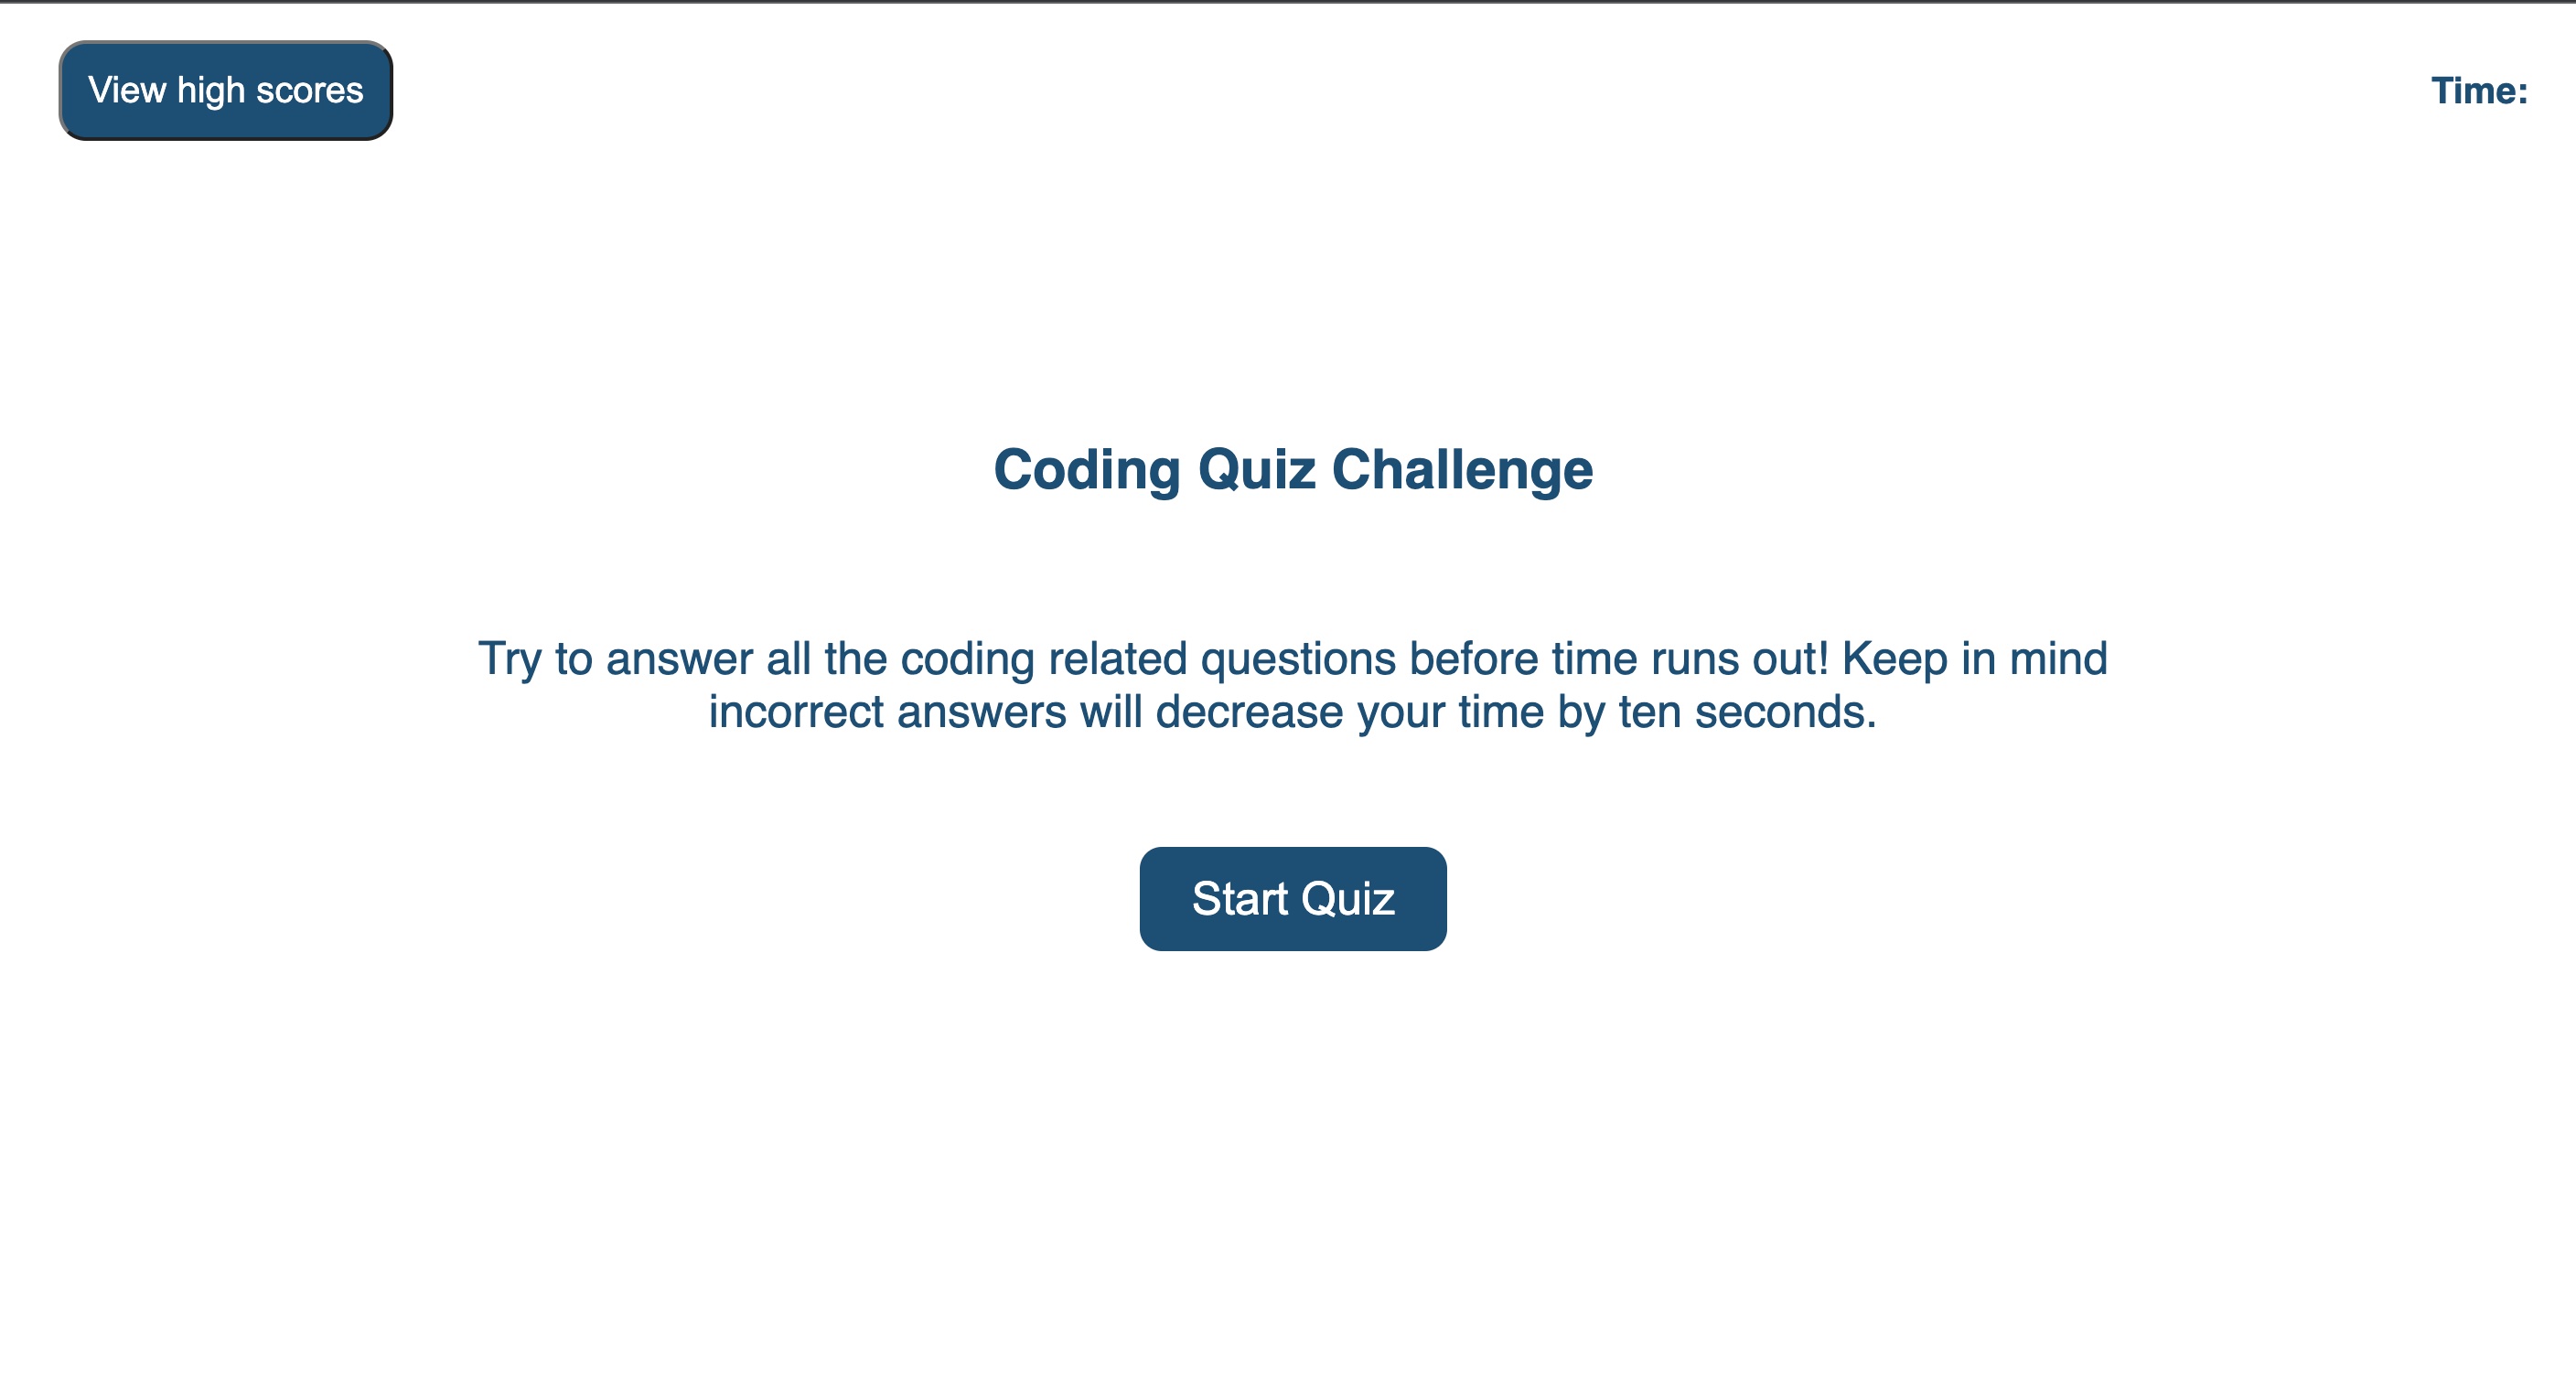 View high scores
Time:
Coding Quiz Challenge
Try to answer all the coding related questions before time runs out! Keep in mind
incorrect answers will decrease your time by ten seconds.
Start Quiz